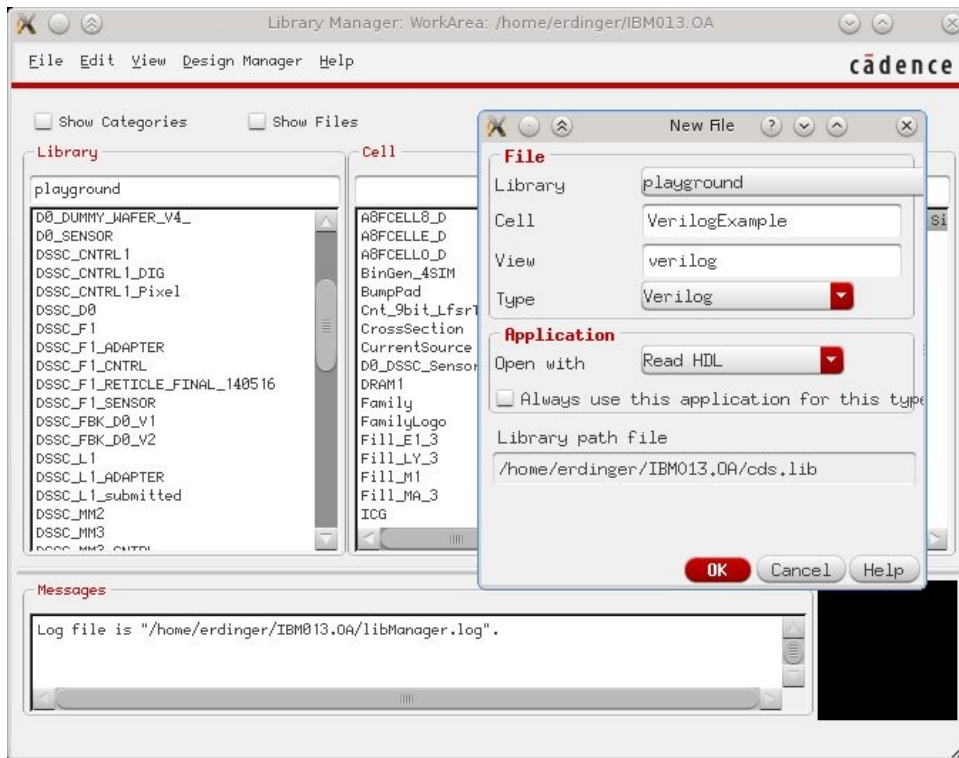 Library Manager: WorkArea: /home/erdinger/IBM013.OA
File Edit View Design Manager Help
cādence
Show Categories
Show Files
Library
playground
D0_DUMMY_WAFER_V4_
D0_SENSOR
DSSC_CNTRL1
DSSC_CNTRL1_DIG
DSSC_CNTRL1_Pixel
DSSC_D0
DSSC_F1
DSSC_F1_ADAPTER
DSSC_F1_CNTRL
DSSC_F1_RETICLE_FINAL_140516
DSSC_F1_SENSOR
DSSC_FBK_D0_V1
DSSC_FBK_D0_V2
DSSC_L1
DSSC_L1_ADAPTER
DSSC_L1_submitted
DSSC_MM2
DSSC_MM3
DSSC_MM3_CNTRL
Cell
A8FCELL8_D
A8FCELLE_D
A8FCELLO_D
BinGen_4SIM
BumpPad
Cnt_9bit_LfsrT
CrossSection
CurrentSource
D0_DSSC_Sensor
DRAM1
Family
FamilyLogo
Fill_E1_3
Fill_LY_3
Fill_M1
Fill_MA_3
ICG
Si
New File
File
Library playground
Cell VerilogExample
View verilog
Type Verilog
Application
Open with Read HDL
Always use this application for this type
Library path file
/home/erdinger/IBM013.OA/cds.lib
OK Cancel Help
Messages
Log file is "/home/erdinger/IBM013.OA/libManager.log".